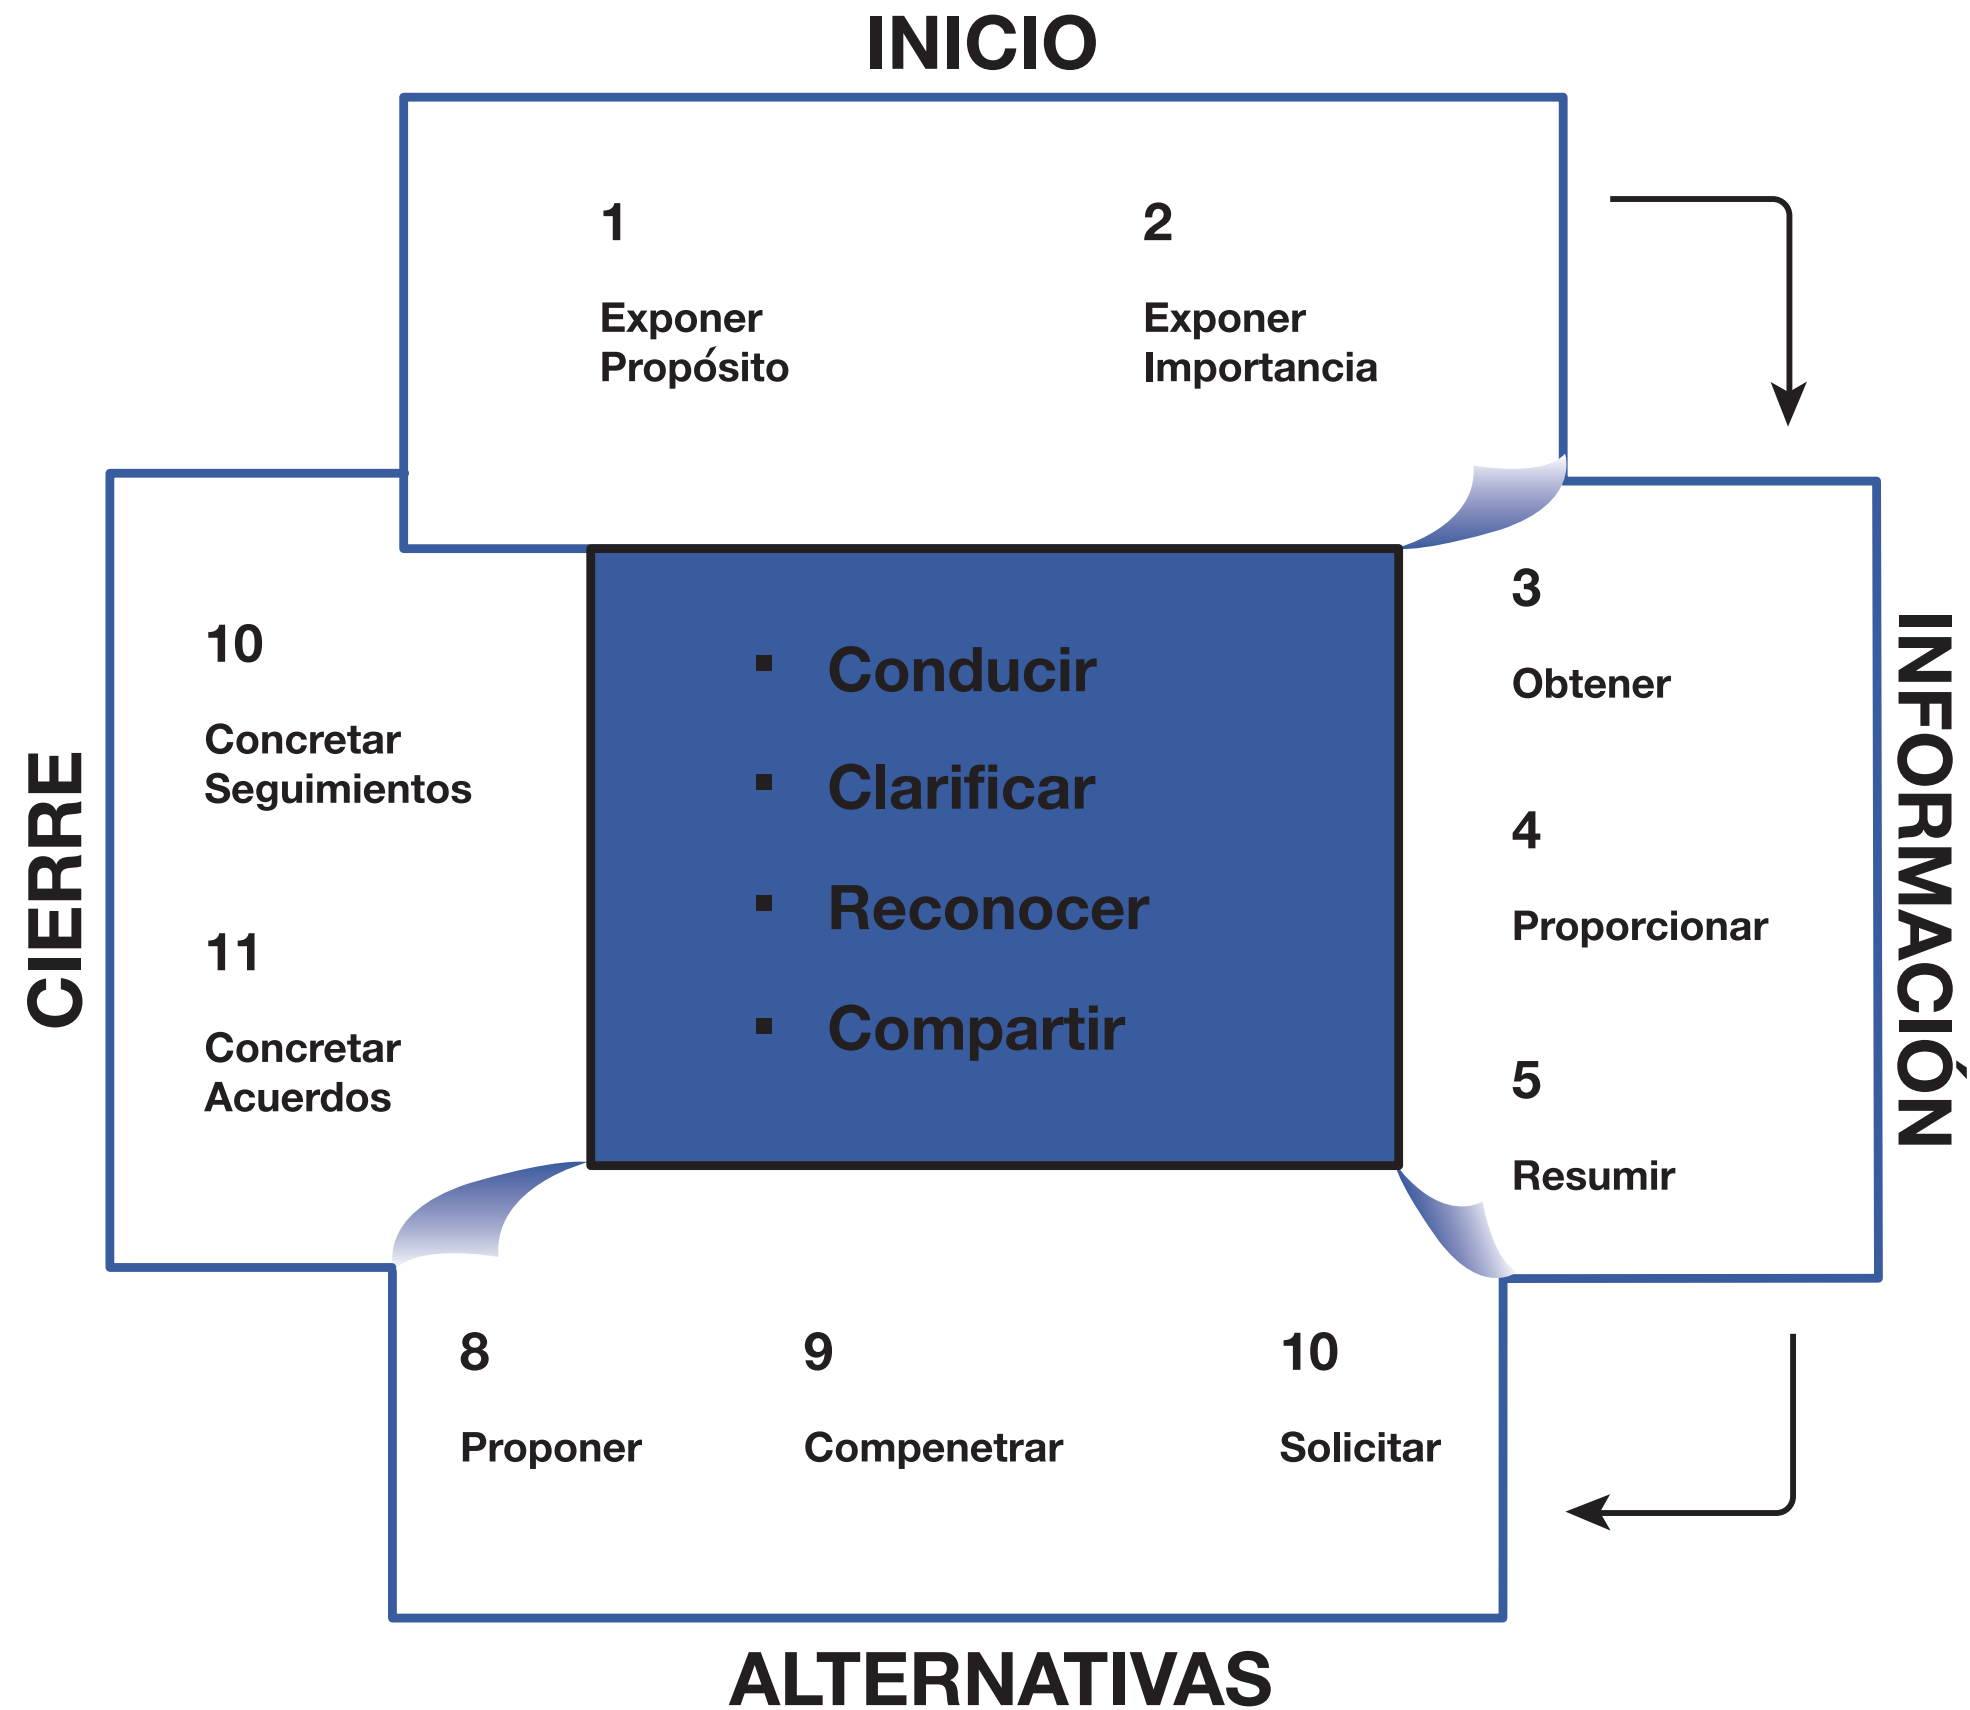 INICIO
1
Exponer
Propósito
2
Exponer
Importancia
INFORMACIÓN
3
Obtener
4
Proporcionar
5
Resumir
▪ Conducir
▪ Clarificar
▪ Reconocer
▪ Compartir
CIERRE
10
Concretar
Seguimientos
11
Concretar
Acuerdos
8
Proponer
9
Compenetrar
10
Solicitar
ALTERNATIVAS